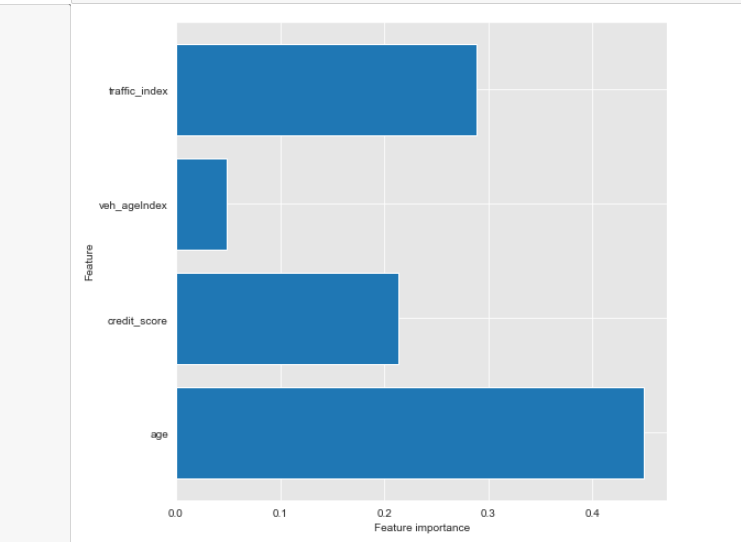 traffic_index
veh_ageIndex
Feature
credit_score
age
0.0 0.1 0.2 0.3 0.4
Feature importance